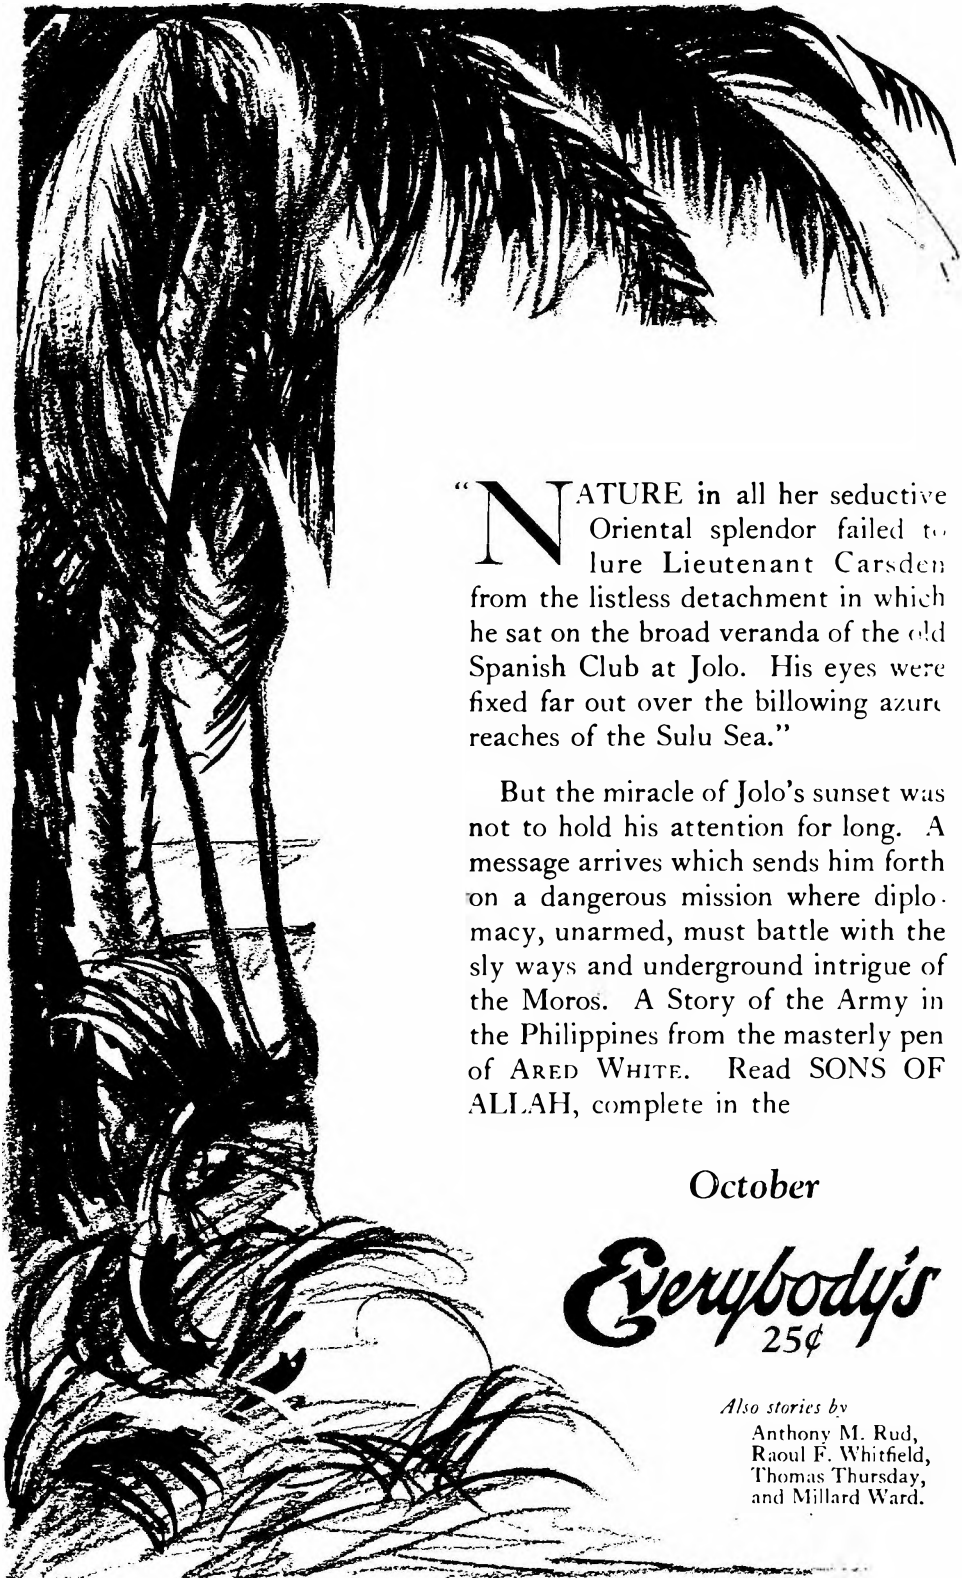 “NATURE in all her seductive
Oriental splendor failed to
lure Lieutenant Carsden
from the listless detachment in which
he sat on the broad veranda of the old
Spanish Club at Jolo. His eyes were
fixed far out over the billowing azure
reaches of the Sulu Sea.”
But the miracle of Jolo’s sunset was
not to hold his attention for long. A
message arrives which sends him forth
on a dangerous mission where diplo-
macy, unarmed, must battle with the
sly ways and underground intrigue of
the Moros. A Story of the Army in
the Philippines from the masterly pen
of ARED WHITE. Read SONS OF
ALLAH, complete in the
October
Everybody’s
25¢
Also stories by
Anthony M. Rud,
Raoul F. Whitfield,
Thomas Thursday,
and Millard Ward.